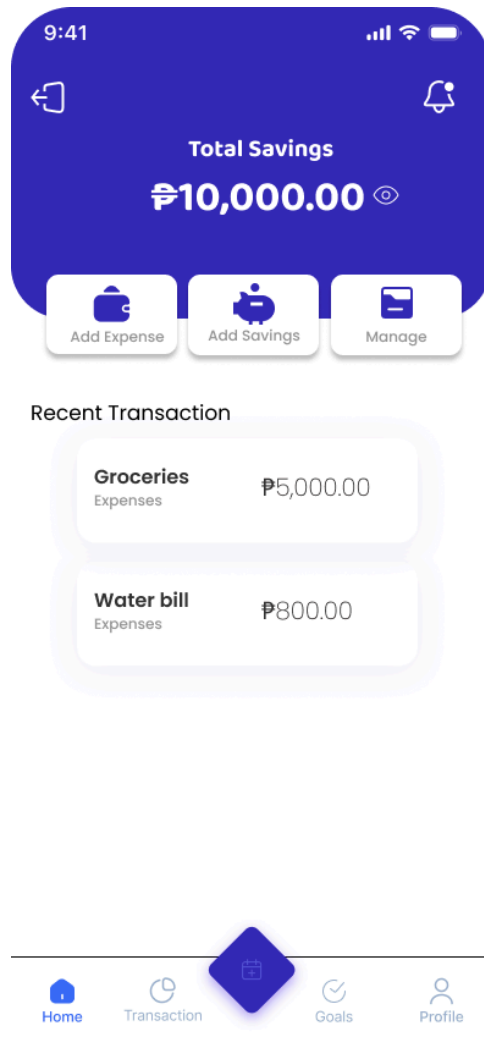 9:41
Total Savings
₱10,000.00
Add Expense Add Savings Manage
Recent Transaction
Groceries ₱5,000.00
Expenses
Water bill ₱800.00
Expenses
Home Transaction Goals Profile